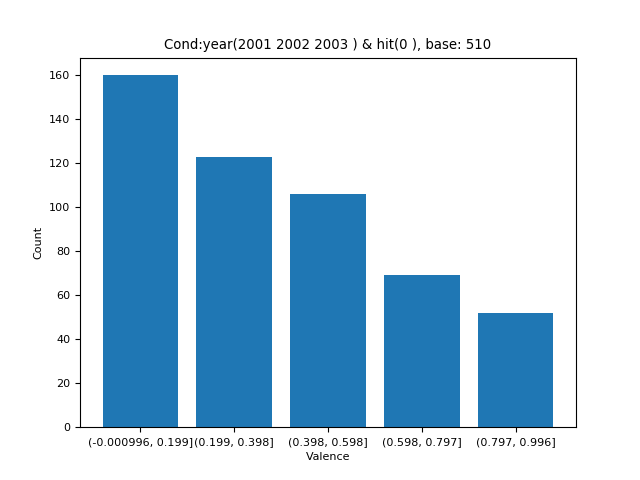 Cond:year(2001 2002 2003 ) & hit(0 ), base: 510
160
140
120
100
80
60
40
20
0
Count
(-0.000996, 0.199] (0.199, 0.398] (0.398, 0.598] (0.598, 0.797] (0.797, 0.996]
Valence